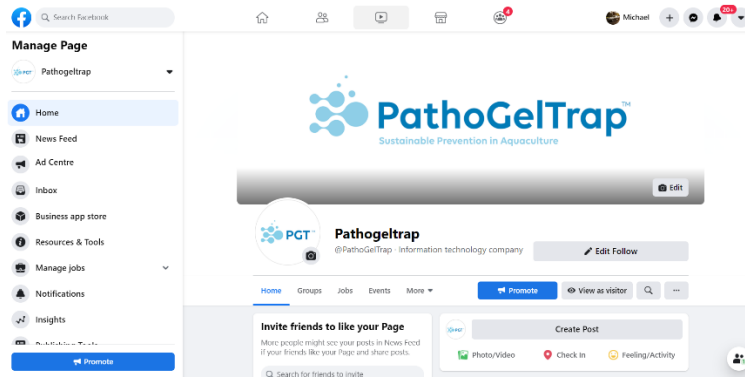 Search Facebook
4
Michael
20+
Manage Page
PGT
Pathogeltrap
Home
News Feed
Ad Centre
Inbox
Business app store
Resources & Tools
Manage jobs
Notifications
Insights
Publishing Tools
Promote
PathoGelTrap™
Sustainable Prevention in Aquaculture
Edit
PGT™
Pathogeltrap
@PathoGelTrap · Information technology company
Edit Follow
Home Groups Jobs Events More
Promote
View as visitor
...
Invite friends to like your Page
More people might see your posts in News Feed
if your friends like your Page and share posts.
Search for friends to invite
PGT
Create Post
Photo/Video
Check In
Feeling/Activity